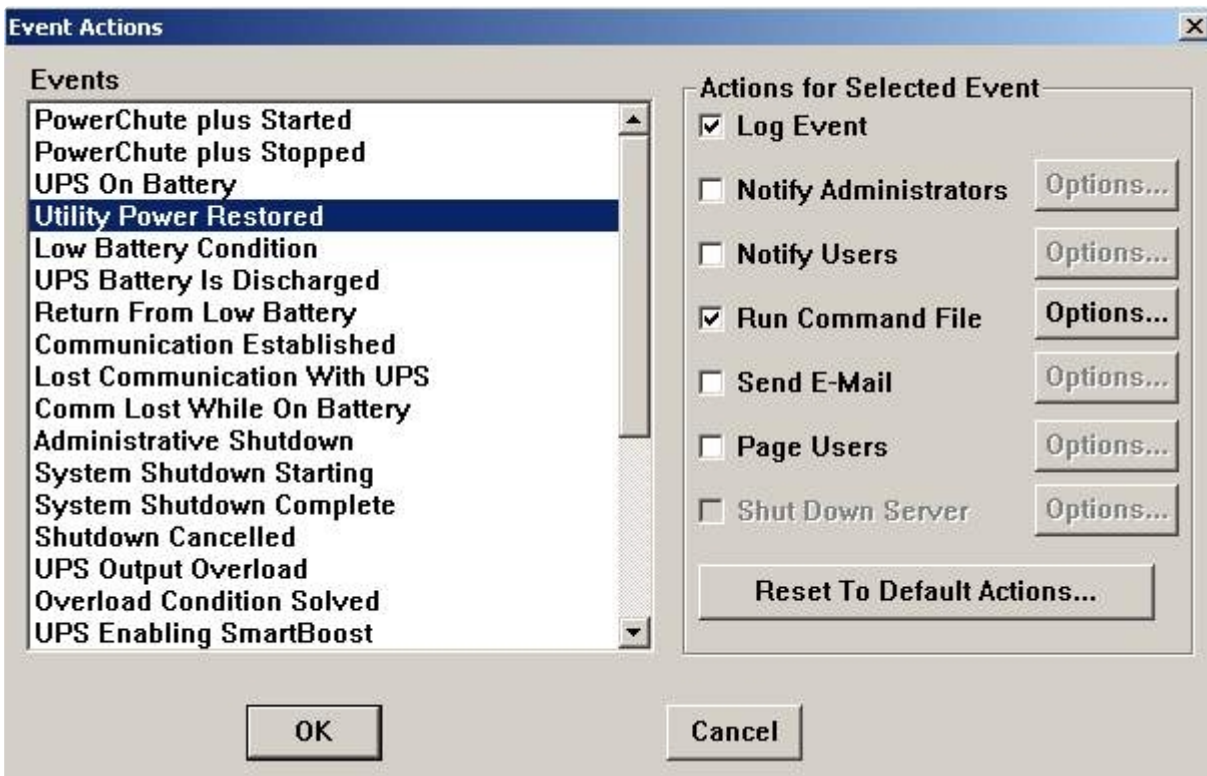 Event Actions
Events
PowerChute plus Started
PowerChute plus Stopped
UPS On Battery
Utility Power Restored
Low Battery Condition
UPS Battery Is Discharged
Return From Low Battery
Communication Established
Lost Communication With UPS
Comm Lost While On Battery
Administrative Shutdown
System Shutdown Starting
System Shutdown Complete
Shutdown Cancelled
UPS Output Overload
Overload Condition Solved
UPS Enabling SmartBoost
Actions for Selected Event
Log Event
Notify Administrators Options...
Notify Users Options...
Run Command File Options...
Send E-Mail Options...
Page Users Options...
Shut Down Server Options...
Reset To Default Actions...
OK Cancel